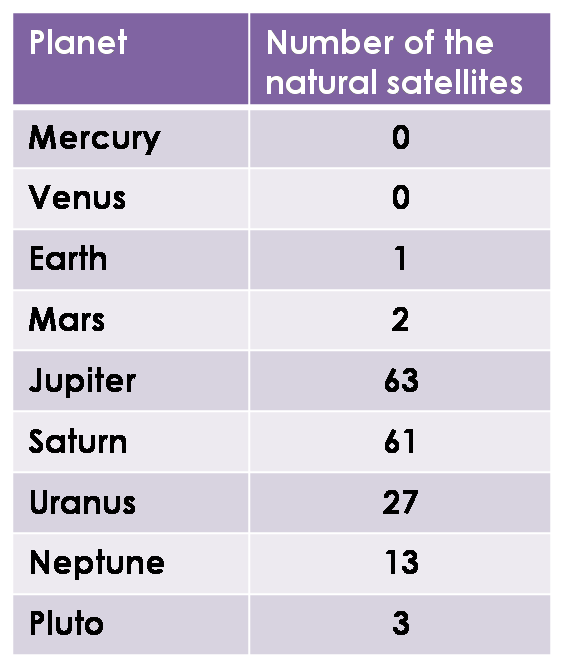 Planet Number of the
natural satellites
Mercury 0
Venus 0
Earth 1
Mars 2
Jupiter 63
Saturn 61
Uranus 27
Neptune 13
Pluto 3